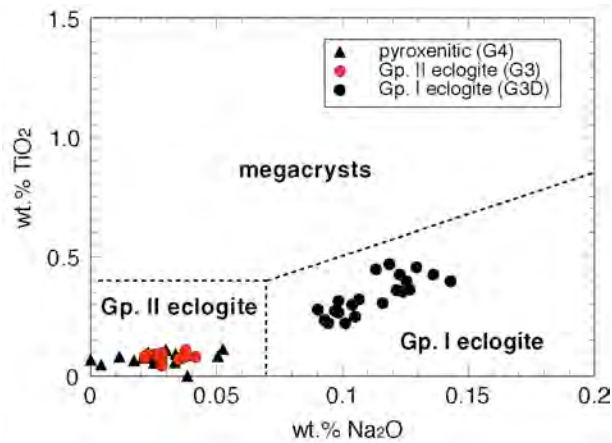 1.5
pyroxenitic (G4)
Gp. II eclogite (G3)
Gp. I eclogite (G3D)
1.0
wt.% TiO₂
megacrysts
0.5
Gp. II eclogite
Gp. I eclogite
0
0 0.05 0.1 0.15 0.2
wt.% Na₂O